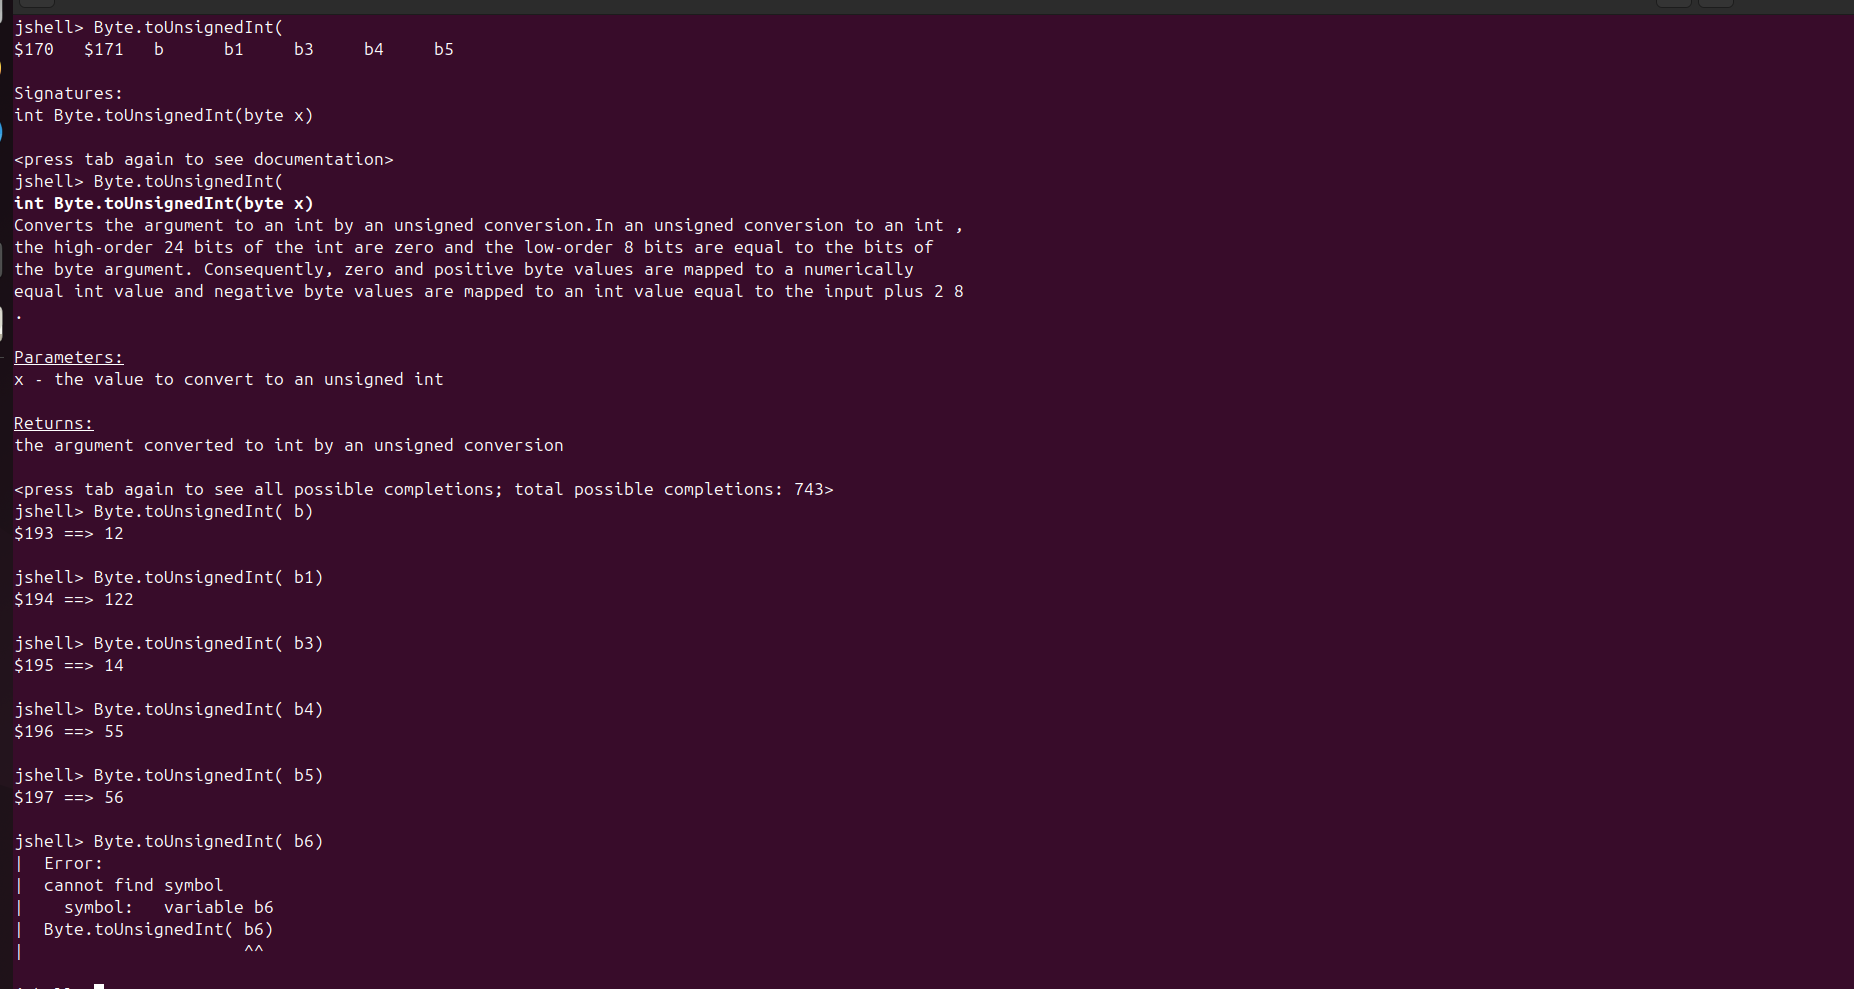 jshell> Byte.toUnsignedInt(
$170   $171   b      b1     b3     b4     b5
Signatures:
int Byte.toUnsignedInt(byte x)
<press tab again to see documentation>
jshell> Byte.toUnsignedInt(
int Byte.toUnsignedInt(byte x)
Converts the argument to an int by an unsigned conversion.In an unsigned conversion to an int ,
the high-order 24 bits of the int are zero and the low-order 8 bits are equal to the bits of
the byte argument. Consequently, zero and positive byte values are mapped to a numerically
equal int value and negative byte values are mapped to an int value equal to the input plus 2 8
.
Parameters:
x - the value to convert to an unsigned int
Returns:
the argument converted to int by an unsigned conversion
<press tab again to see all possible completions; total possible completions: 743>
jshell> Byte.toUnsignedInt( b)
$193 ==> 12
jshell> Byte.toUnsignedInt( b1)
$194 ==> 122
jshell> Byte.toUnsignedInt( b3)
$195 ==> 14
jshell> Byte.toUnsignedInt( b4)
$196 ==> 55
jshell> Byte.toUnsignedInt( b5)
$197 ==> 56
jshell> Byte.toUnsignedInt( b6)
|  Error:
|  cannot find symbol
|    symbol:   variable b6
|  Byte.toUnsignedInt( b6)
|                      ^^